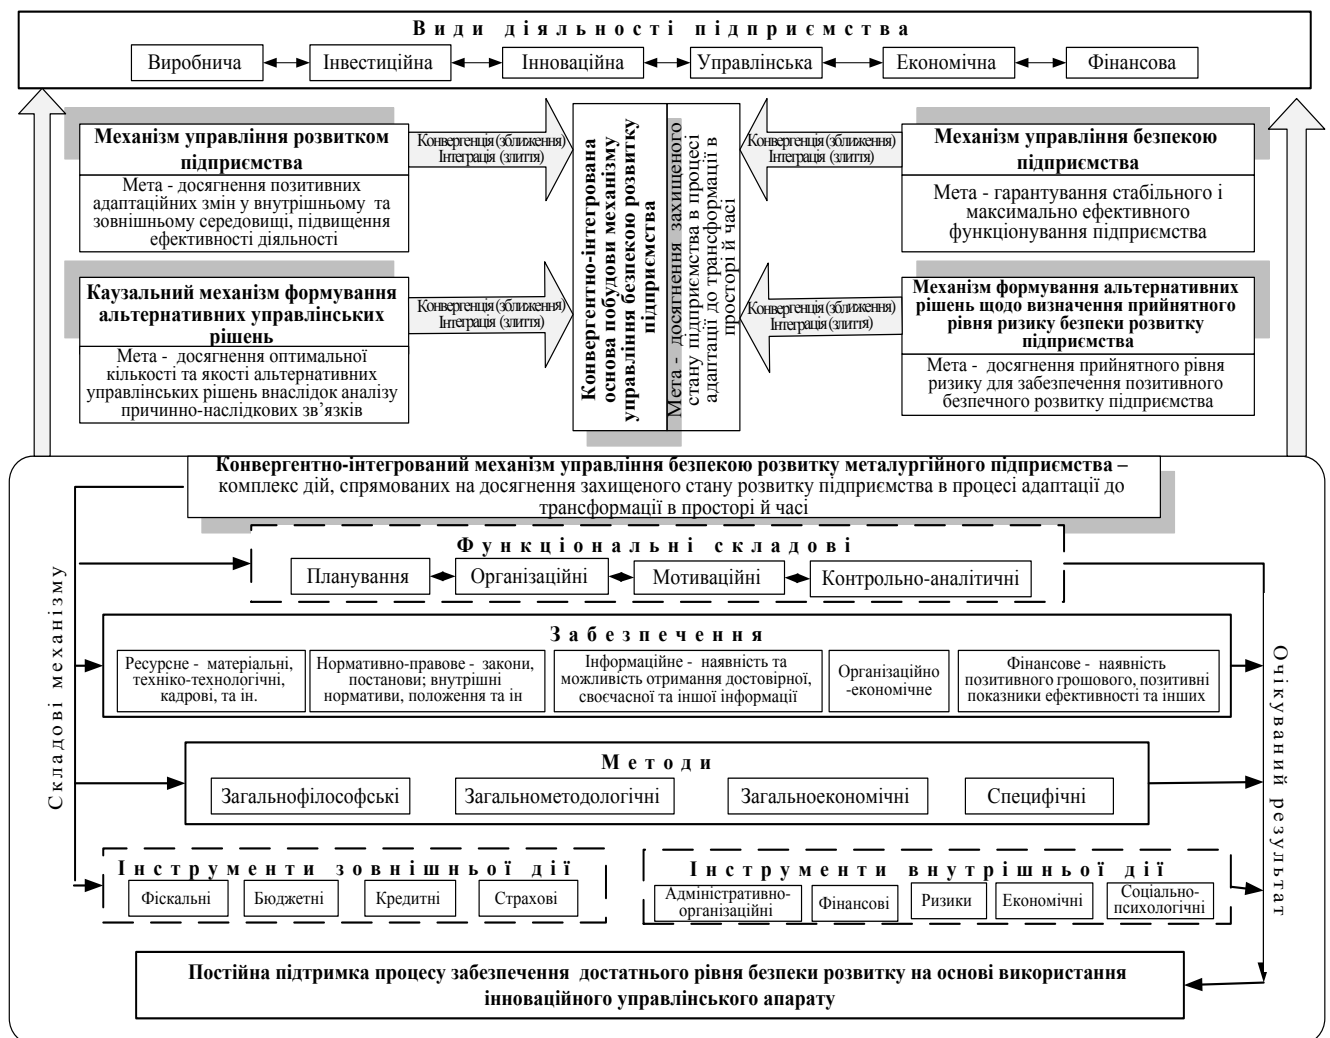 Види діяльності підприємства
Виробнича
Інвестиційна
Інноваційна
Управлінська
Економічна
Фінансова
Механізм управління розвитком
підприємства
Мета - досягнення позитивних
адаптаційних змін у внутрішньому та
зовнішньому середовищі, підвищення
ефективності діяльності
Конвергенція (зближення)
Інтеграція (злиття)
Каузальний механізм формування
альтернативних управлінських
рішень
Мета - досягнення оптимальної
кількості та якості альтернативних
управлінських рішень внаслідок аналізу
причинно-наслідкових зв’язків
Конвергенція (зближення)
Інтеграція (злиття)
Конвергентно-інтегрована
основа побудови механізму
управління безпекою розвитку
підприємства
Мета - досягнення захищеного
стану підприємства в процесі
адаптації до трансформації в
просторі й часі
Конвергенція (зближення)
Інтеграція (злиття)
Механізм управління безпекою
підприємства
Мета - гарантування стабільного і
максимально ефективного
функціонування підприємства
Конвергенція (зближення)
Інтеграція (злиття)
Механізм формування альтернативних
рішень щодо визначення прийнятного
рівня ризику безпеки розвитку
підприємства
Мета - досягнення прийнятного рівня
ризику для забезпечення позитивного
безпечного розвитку підприємства
Конвергентно-інтегрований механізм управління безпекою розвитку металургійного підприємства –
комплекс дій, спрямованих на досягнення захищеного стану розвитку підприємства в процесі адаптації до
трансформації в просторі й часі
Складові механізму
Функціональні складові
Планування
Організаційні
Мотиваційні
Контрольно-аналітичні
Забезпечення
Ресурсне - матеріальні,
техніко-технологічні,
кадрові, та ін.
Нормативно-правове - закони,
постанови; внутрішні
нормативи, положення та ін
Інформаційне - наявність та
можливість отримання достовірної,
своєчасної та іншої інформації
Організаційно
-економічне
Фінансове - наявність
позитивного грошового, позитивні
показники ефективності та інших
Методи
Загальнофілософські
Загальнометодологічні
Загальноекономічні
Специфічні
Інструменти зовнішньої дії
Фіскальні
Бюджетні
Кредитні
Страхові
Інструменти внутрішньої дії
Адміністративно-
організаційні
Фінансові
Ризики
Економічні
Соціально-
психологічні
Очікуваний результат
Постійна підтримка процесу забезпечення достатнього рівня безпеки розвитку на основі використання
інноваційного управлінського апарату